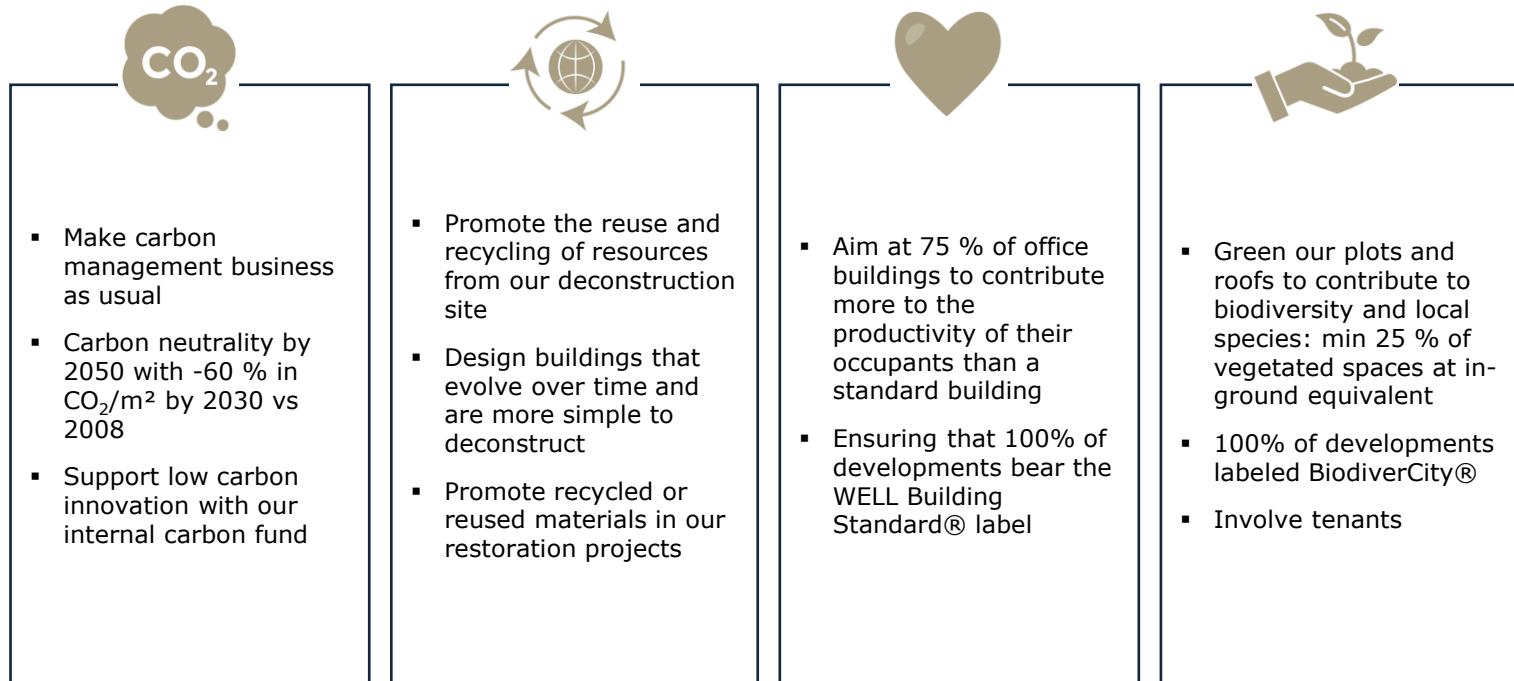 CO₂
▪ Make carbon
management business
as usual
▪ Carbon neutrality by
2050 with -60 % in
CO₂/m² by 2030 vs
2008
▪ Support low carbon
innovation with our
internal carbon fund
▪ Promote the reuse and
recycling of resources
from our deconstruction
site
▪ Design buildings that
evolve over time and
are more simple to
deconstruct
▪ Promote recycled or
reused materials in our
restoration projects
▪ Aim at 75 % of office
buildings to contribute
more to the
productivity of their
occupants than a
standard building
▪ Ensuring that 100% of
developments bear the
WELL Building
Standard® label
▪ Green our plots and
roofs to contribute to
biodiversity and local
species: min 25 % of
vegetated spaces at in-
ground equivalent
▪ 100% of developments
labeled BiodiverCity®
▪ Involve tenants